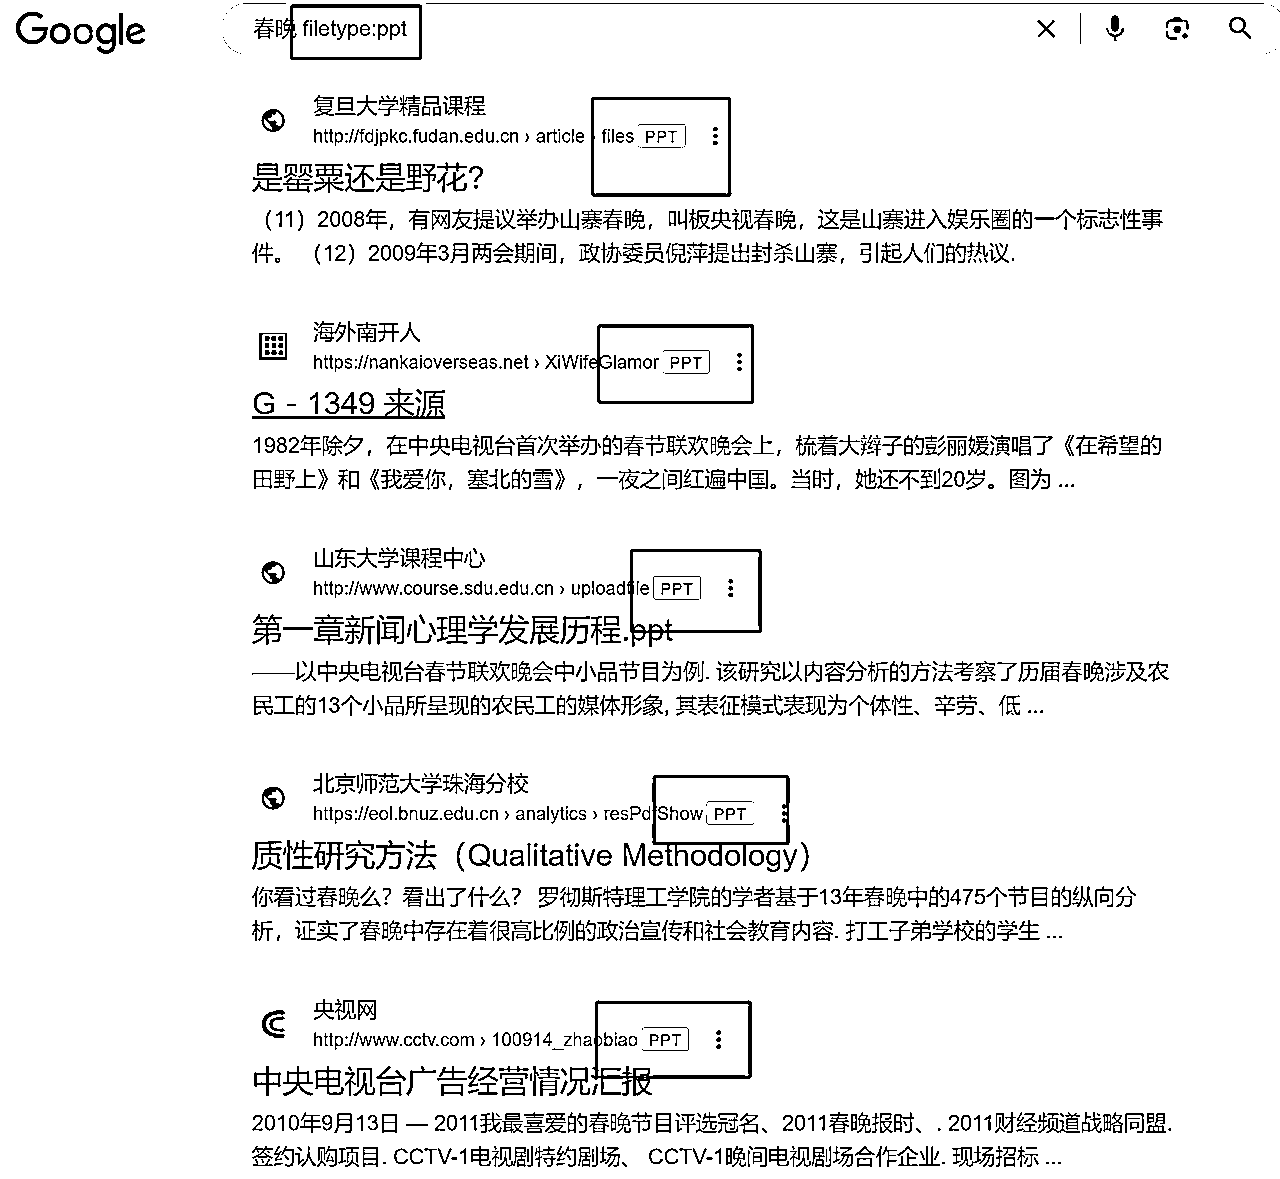 Google
春晚 filetype:ppt
复旦大学精品课程
http://fdjpkc.fudan.edu.cn › article › files PPT
是罂粟还是野花?
（11）2008年，有网友提议举办山寨春晚，叫板央视春晚，这是山寨进入娱乐圈的一个标志性事
件。 （12）2009年3月两会期间，政协委员倪萍提出封杀山寨，引起人们的热议.
海外南开人
https://nankaioverseas.net › XiWifeGlamor PPT
G - 1349 来源
1982年除夕，在中央电视台首次举办的春节联欢晚会上，梳着大辫子的彭丽媛演唱了《在希望的
田野上》和《我爱你，塞北的雪》，一夜之间红遍中国。当时，她还不到20岁。图为 ...
山东大学课程中心
http://www.course.sdu.edu.cn › uploadfile PPT
第一章新闻心理学发展历程.ppt
——以中央电视台春节联欢晚会中小品节目为例. 该研究以内容分析的方法考察了历届春晚涉及农
民工的13个小品所呈现的农民工的媒体形象, 其表征模式表现为个体性、辛劳、低 ...
北京师范大学珠海分校
https://eol.bnuz.edu.cn › analytics › resPdfShow PPT
质性研究方法（Qualitative Methodology）
你看过春晚么？看出了什么？ 罗彻斯特理工学院的学者基于13年春晚中的475个节目的纵向分
析，证实了春晚中存在着很高比例的政治宣传和社会教育内容. 打工子弟学校的学生 ...
央视网
http://www.cctv.com › 100914_zhaobiao PPT
中央电视台广告经营情况汇报
2010年9月13日 — 2011我最喜爱的春晚节目评选冠名、2011春晚报时、. 2011财经频道战略同盟.
签约认购项目. CCTV-1电视剧特约剧场、 CCTV-1晚间电视剧场合作企业. 现场招标 ...